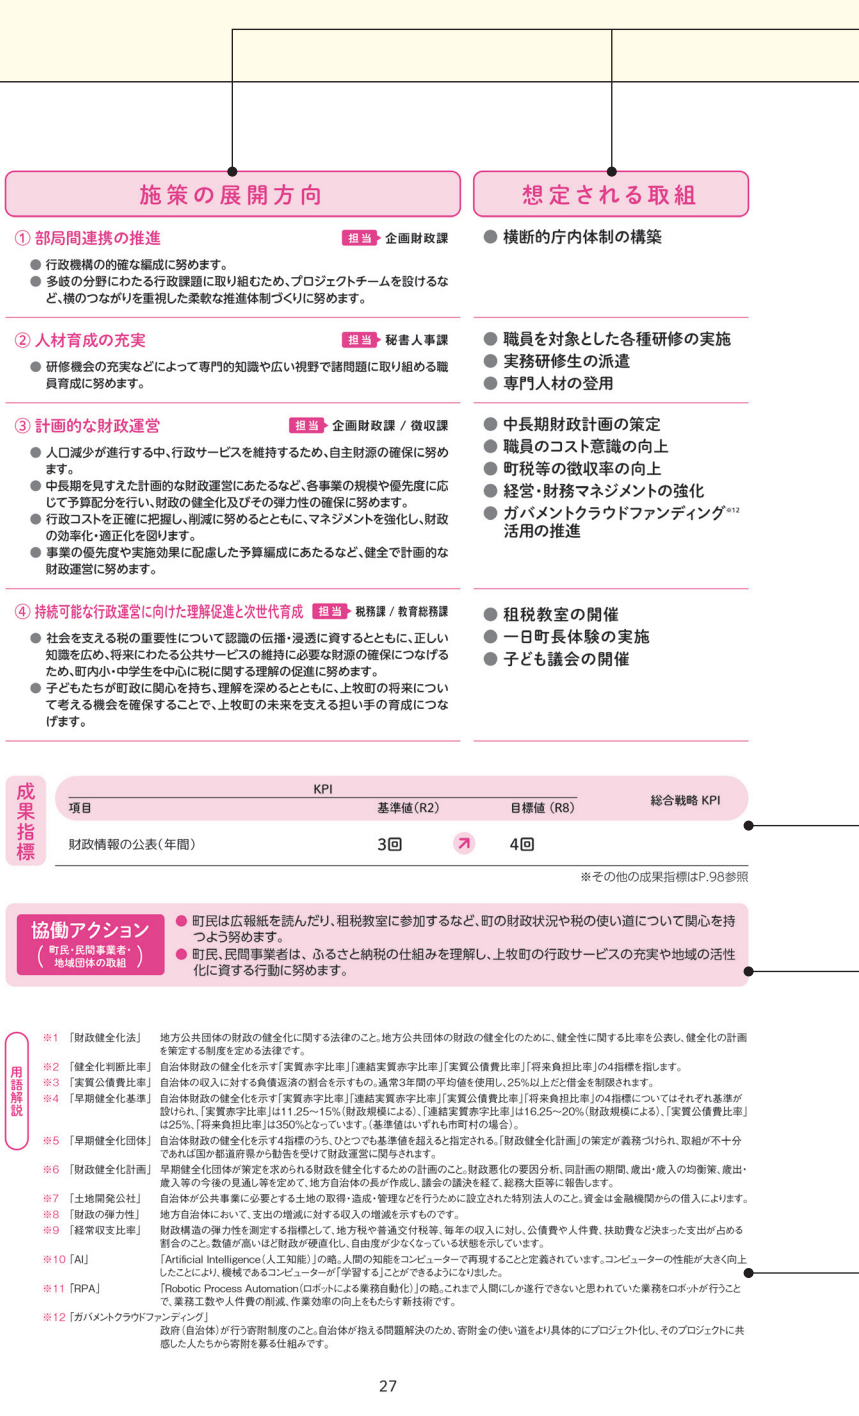 施策の展開方向
想定される取組
① 部局間連携の推進
担当 企画財政課
● 行政機構の的確な編成に努めます。
● 多岐の分野にわたる行政課題に取り組むため、プロジェクトチームを設けるな
ど、横のつながりを重視した柔軟な推進体制づくりに努めます。
● 横断的庁内体制の構築
② 人材育成の充実
担当 秘書人事課
● 研修機会の充実などによって専門的知識や広い視野で諸問題に取り組める職
員育成に努めます。
● 職員を対象とした各種研修の実施
● 実務研修生の派遣
● 専門人材の登用
③ 計画的な財政運営
担当 企画財政課 / 徴収課
● 人口減少が進行する中、行政サービスを維持するため、自主財源の確保に努め
ます。
● 中長期を見すえた計画的な財政運営にあたるなど、各事業の規模や優先度に応
じて予算配分を行い、財政の健全化及びその弾力性の確保に努めます。
● 行政コストを正確に把握し、削減に努めるとともに、マネジメントを強化し、財政
の効率化・適正化を図ります。
● 事業の優先度や実施効果に配慮した予算編成にあたるなど、健全で計画的な
財政運営に努めます。
● 中長期財政計画の策定
● 職員のコスト意識の向上
● 町税等の徴収率の向上
● 経営・財務マネジメントの強化
● ガバメントクラウドファンディング※12
活用の推進
④ 持続可能な行政運営に向けた理解促進と次世代育成
担当 税務課 / 教育総務課
● 社会を支える税の重要性について認識の伝播・浸透に資するとともに、正しい
知識を広め、将来にわたる公共サービスの維持に必要な財源の確保につなげる
ため、町内小・中学生を中心に税に関する理解の促進に努めます。
● 子どもたちが町政に関心を持ち、理解を深めるとともに、上牧町の将来につい
て考える機会を確保することで、上牧町の未来を支える担い手の育成につな
げます。
● 租税教室の開催
● 一日町長体験の実施
● 子ども議会の開催
成果指標
KPI
項目 基準値(R2) 目標値 (R8) 総合戦略 KPI
財政情報の公表(年間) 3回 4回
※その他の成果指標はP.98参照
協働アクション
(町民・民間事業者・
地域団体の取組)
● 町民は広報紙を読んだり、租税教室に参加するなど、町の財政状況や税の使い道について関心を持
つよう努めます。
● 町民、民間事業者は、ふるさと納税の仕組みを理解し、上牧町の行政サービスの充実や地域の活性
化に資する行動に努めます。
用語解説
※1 「財政健全化法」 地方公共団体の財政の健全化に関する法律のこと。地方公共団体の財政の健全化のために、健全性に関する比率を公表し、健全化の計画
を策定する制度を定める法律です。
※2 「健全化判断比率」 自治体財政の健全化を示す「実質赤字比率」「連結実質赤字比率」「実質公債費比率」「将来負担比率」の4指標を指します。
※3 「実質公債費比率」 自治体の収入に対する負債返済の割合を示すもの。通常3年間の平均値を使用し、25%以上だと借金を制限されます。
※4 「早期健全化基準」 自治体財政の健全化を示す「実質赤字比率」「連結実質赤字比率」「実質公債費比率」「将来負担比率」の4指標についてはそれぞれ基準が
設けられ、「実質赤字比率」は11.25〜15%(財政規模による)、「連結実質赤字比率」は16.25〜20%(財政規模による)、「実質公債費比率」
は25%、「将来負担比率」は350%となっています。(基準値はいずれも市町村の場合)。
※5 「早期健全化団体」 自治体財政の健全化を示す4指標のうち、ひとつでも基準値を超えると指定される。「財政健全化計画」の策定が義務づけられ、取組が不十分
であれば国か都道府県から勧告を受けて財政運営に関与されます。
※6 「財政健全化計画」 早期健全化団体が策定を求められる財政を健全化するための計画のこと。財政悪化の要因分析、同計画の期間、歳出・歳入の均衡策、歳出・
歳入等の今後の見通し等を定めて、地方自治体の長が作成し、議会の議決を経て、総務大臣等に報告します。
※7 「土地開発公社」 自治体が公共事業に必要とする土地の取得・造成・管理などを行うために設立された特別法人のこと。資金は金融機関からの借入によります。
※8 「財政の弾力性」 地方自治体において、支出の増減に対する収入の増減を示すものです。
※9 「経常収支比率」 財政構造の弾力性を測定する指標として、地方税や普通交付税等、毎年の収入に対し、公債費や人件費、扶助費など決まった支出が占める
割合のこと。数値が高いほど財政が硬直化し、自由度が少なくなっている状態を示しています。
※10 「AI」 「Artificial Intelligence(人工知能)」の略。人間の知能をコンピューターで再現することと定義されています。コンピューターの性能が大きく向上
したことにより、機械であるコンピューターが「学習する」ことができるようになりました。
※11 「RPA」 「Robotic Process Automation(ロボットによる業務自動化)」の略。これまで人間にしか遂行できないと思われていた業務をロボットが行うこと
で、業務工数や人件費の削減、作業効率の向上をもたらす新技術です。
※12 「ガバメントクラウドファンディング」
政府(自治体)が行う寄附制度のこと。自治体が抱える問題解決のため、寄附金の使い道をより具体的にプロジェクト化し、そのプロジェクトに共
感した人たちから寄附を募る仕組みです。
27